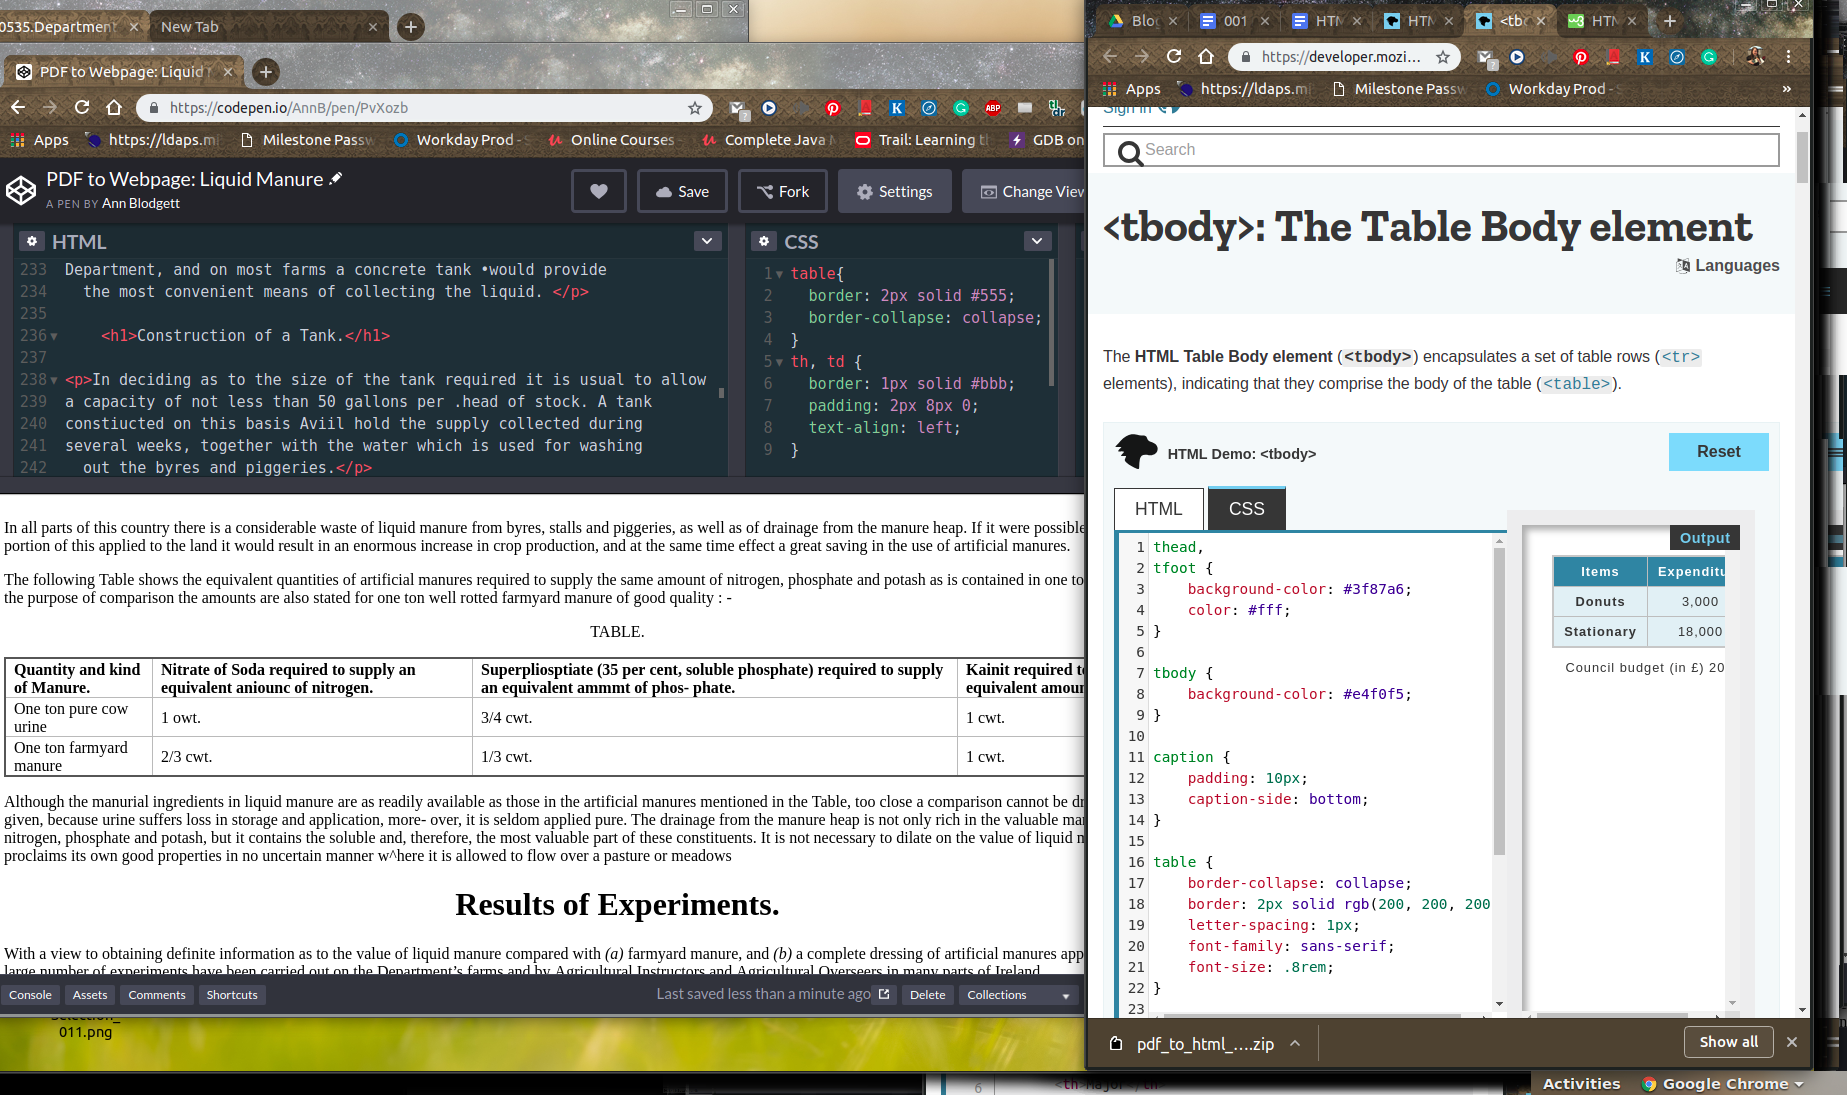 0535.Department
New Tab
PDF to Webpage: Liquid
https://codepen.io/AnnB/pen/PvXozb
ABP
Apps
https://ldaps.mi
Milestone Passw
Workday Prod - S
Online Courses
Complete Java
Trail: Learning t
GDB on
PDF to Webpage: Liquid Manure
A PEN BY Ann Blodgett
Save
Fork
Settings
Change View
HTML
233 Department, and on most farms a concrete tank •would provide
234 the most convenient means of collecting the liquid. </p>
235
236 <h1>Construction of a Tank.</h1>
237
238 <p>In deciding as to the size of the tank required it is usual to allow
239 a capacity of not less than 50 gallons per .head of stock. A tank
240 constiucted on this basis Aviil hold the supply collected during
241 several weeks, together with the water which is used for washing
242 out the byres and piggeries.</p>
CSS
1 table{
2 border: 2px solid #555;
3 border-collapse: collapse;
4 }
5 th, td {
6 border: 1px solid #bbb;
7 padding: 2px 8px 0;
8 text-align: left;
9 }
In all parts of this country there is a considerable waste of liquid manure from byres, stalls and piggeries, as well as of drainage from the manure heap. If it were possible
portion of this applied to the land it would result in an enormous increase in crop production, and at the same time effect a great saving in the use of artificial manures.
The following Table shows the equivalent quantities of artificial manures required to supply the same amount of nitrogen, phosphate and potash as is contained in one to
the purpose of comparison the amounts are also stated for one ton well rotted farmyard manure of good quality : -
TABLE.
Quantity and kind of Manure.
Nitrate of Soda required to supply an equivalent aniounc of nitrogen.
Superpliosptiate (35 per cent, soluble phosphate) required to supply an equivalent ammmt of phos- phate.
Kainit required to
equivalent amoun
One ton pure cow urine
1 owt.
3/4 cwt.
1 cwt.
One ton farmyard manure
2/3 cwt.
1/3 cwt.
1 cwt.
Although the manurial ingredients in liquid manure are as readily available as those in the artificial manures mentioned in the Table, too close a comparison cannot be dr
given, because urine suffers loss in storage and application, more- over, it is seldom applied pure. The drainage from the manure heap is not only rich in the valuable ma
nitrogen, phosphate and potash, but it contains the soluble and, therefore, the most valuable part of these constituents. It is not necessary to dilate on the value of liquid m
proclaims its own good properties in no uncertain manner w^here it is allowed to flow over a pasture or meadows
Results of Experiments.
With a view to obtaining definite information as to the value of liquid manure compared with (a) farmyard manure, and (b) a complete dressing of artificial manures app
large number of experiments have been carried out on the Department's farms and by Agricultural Instructors and Agricultural Overseers in many parts of Ireland
Console
Assets
Comments
Shortcuts
Last saved less than a minute ago
Delete
Collections
Selection_
011.png
Blog
001
HTM
HTM
<tb
HTM
https://developer.mozi...
Apps
https://ldaps.mi
Milestone Passw
Workday Prod -
»
Sign in
Search
<tbody>: The Table Body element
Languages
The HTML Table Body element (<tbody>) encapsulates a set of table rows (<tr>
elements), indicating that they comprise the body of the table (<table>).
HTML Demo: <tbody>
Reset
HTML
CSS
1 thead,
2 tfoot {
3 background-color: #3f87a6;
4 color: #fff;
5 }
6
7 tbody {
8 background-color: #e4f0f5;
9 }
10
11 caption {
12 padding: 10px;
13 caption-side: bottom;
14 }
15
16 table {
17 border-collapse: collapse;
18 border: 2px solid rgb(200, 200, 200
19 letter-spacing: 1px;
20 font-family: sans-serif;
21 font-size: .8rem;
22 }
23
Output
Items
Expenditu
Donuts
3,000
Stationary
18,000
Council budget (in £) 20
pdf_to_html_....zip
Show all
6 <th>Major</th>
Activities
Google Chrome